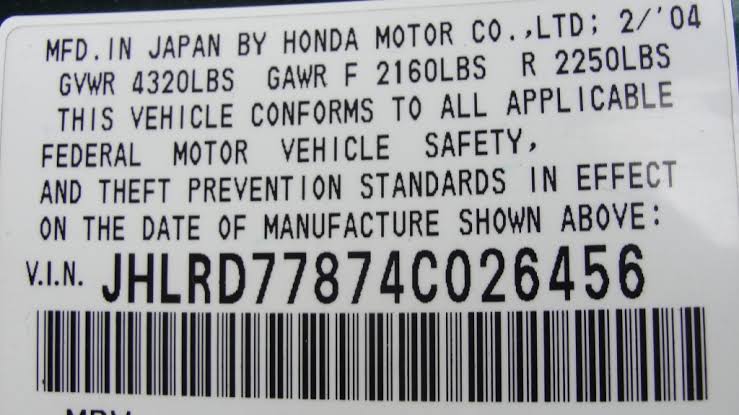 MFD. IN JAPAN BY HONDA MOTOR CO.,LTD; 2/'04
GVWR 4320LBS GAWR F 2160LBS R 2250LBS
THIS VEHICLE CONFORMS TO ALL APPLICABLE
FEDERAL MOTOR VEHICLE SAFETY,
AND THEFT PREVENTION STANDARDS IN EFFECT
ON THE DATE OF MANUFACTURE SHOWN ABOVE:
V.I.N. JHLRD77874C026456